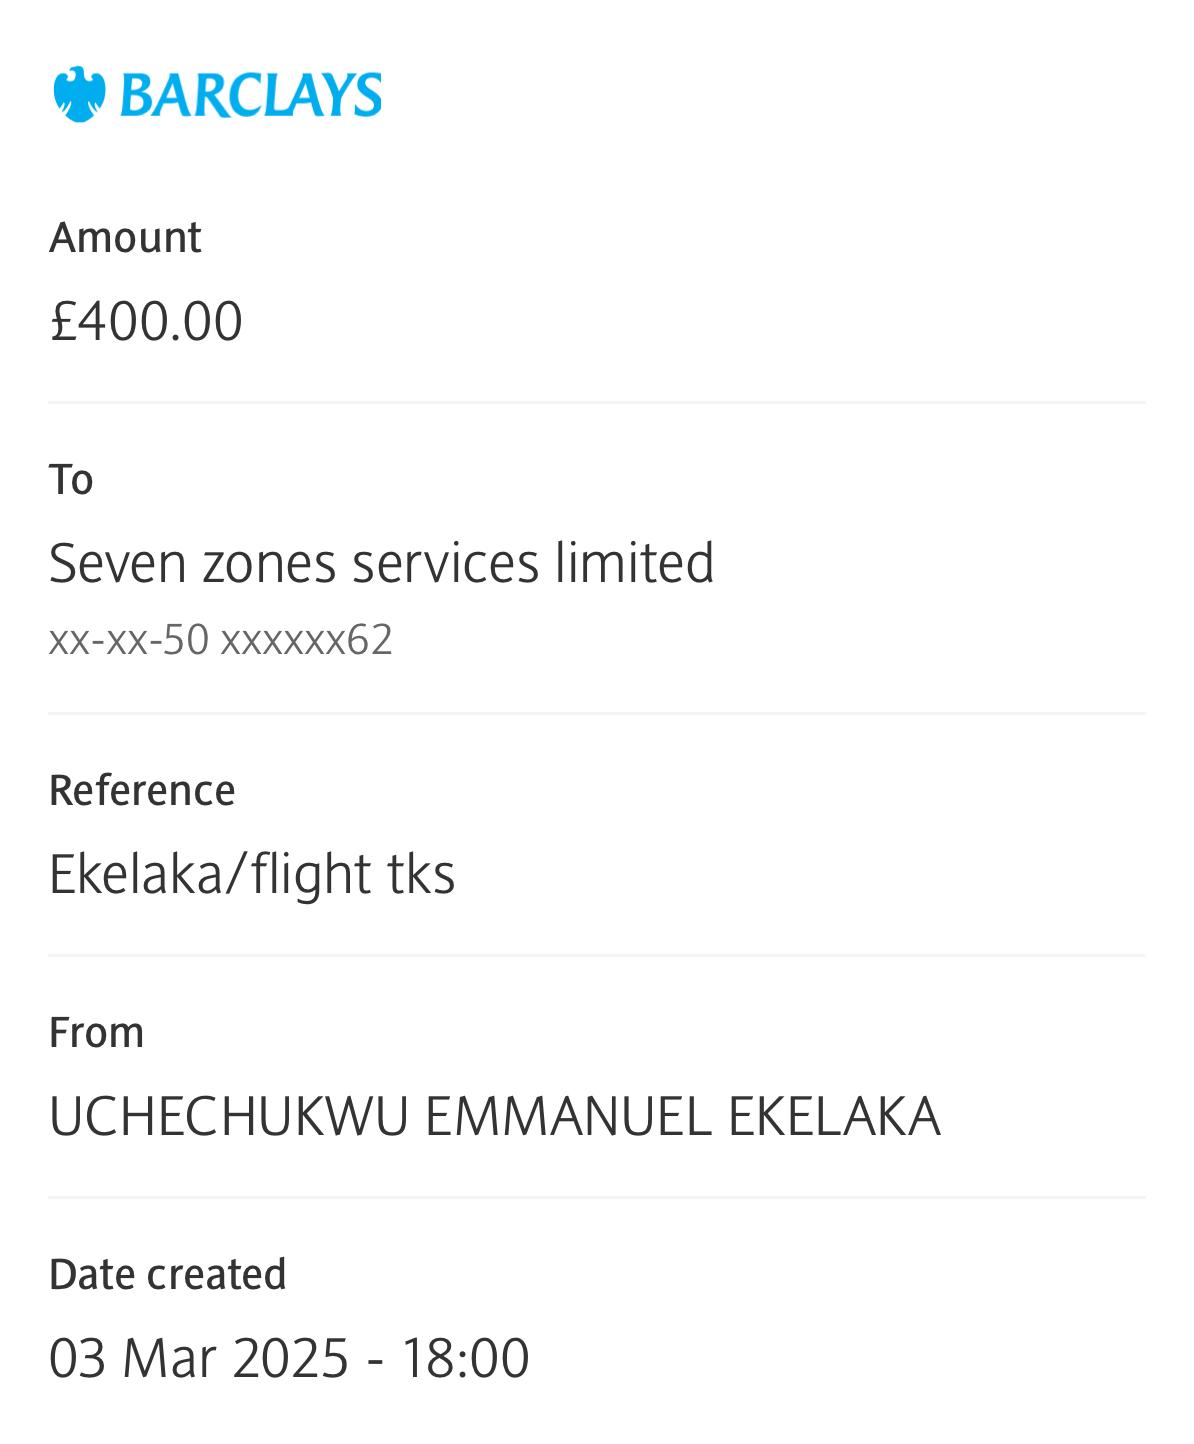 BARCLAYS
Amount
£400.00
To
Seven zones services limited
xx-xx-50 xxxxxx62
Reference
Ekelaka/flight tks
From
UCHECHUKWU EMMANUEL EKELAKA
Date created
03 Mar 2025 - 18:00